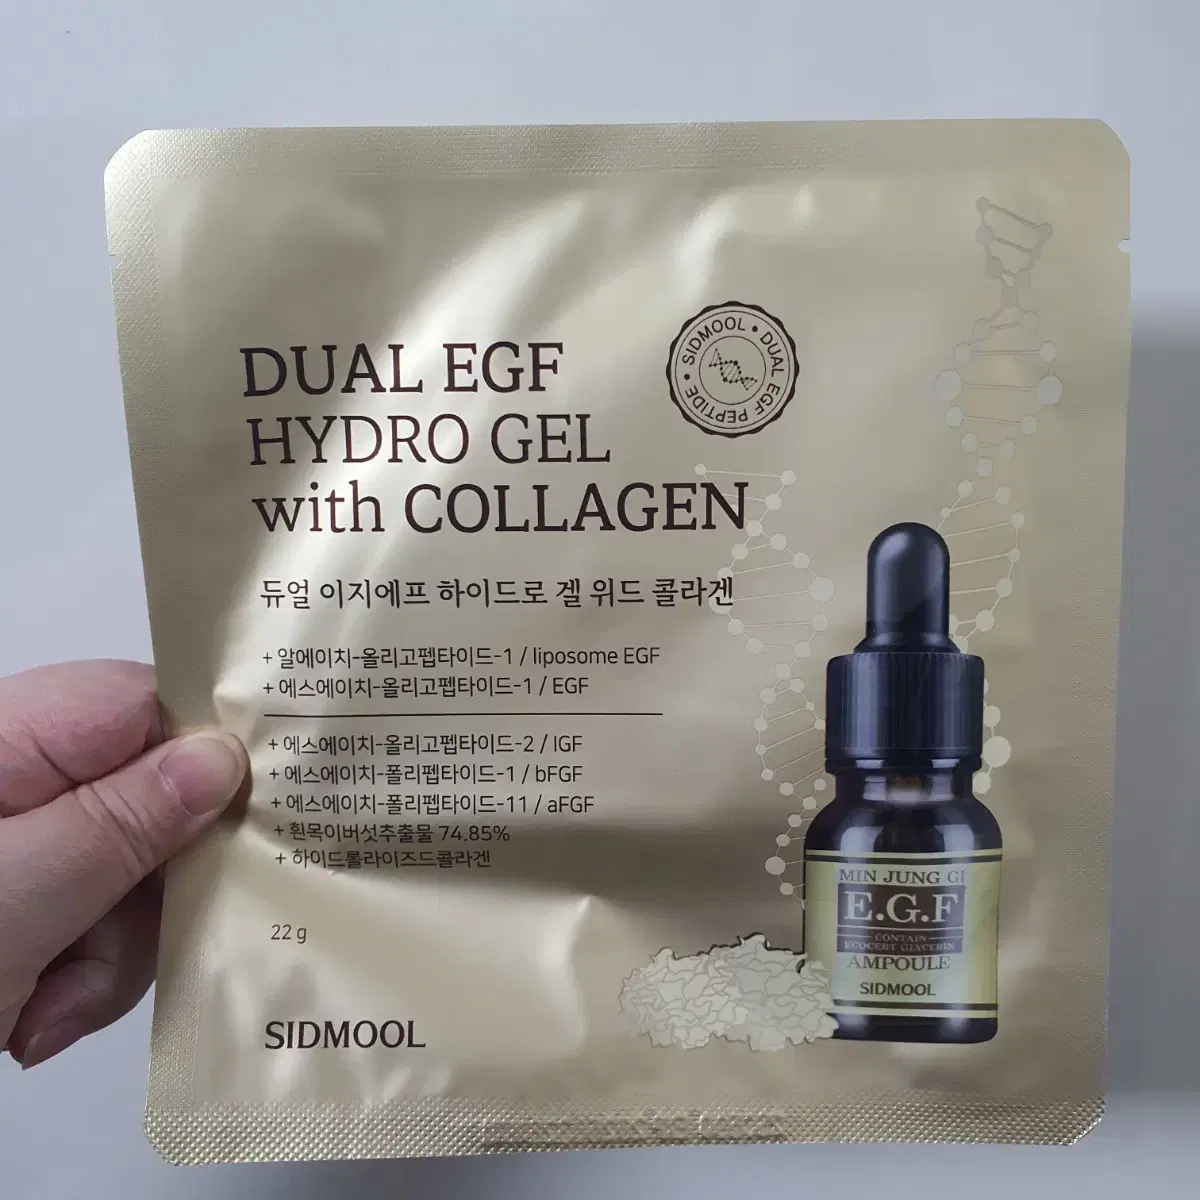 DUAL EGF
HYDRO GEL
with COLLAGEN
SIDMOOL • DUAL EGF PEPTIDE •
듀얼 이지에프 하이드로 겔 위드 콜라겐
+ 알에이치-올리고펩타이드-1 / liposome EGF
+ 에스에이치-올리고펩타이드-1 / EGF
+ 에스에이치-올리고펩타이드-2 / IGF
+ 에스에이치-폴리펩타이드-1 / bFGF
+ 에스에이치-폴리펩타이드-11 / aFGF
+ 흰목이버섯추출물 74.85%
+ 하이드롤라이즈드콜라겐
22 g
SIDMOOL
MIN JUNG GI
E.G.F
CONTAIN
ECOCERT GLYCERIN
AMPOULE
SIDMOOL